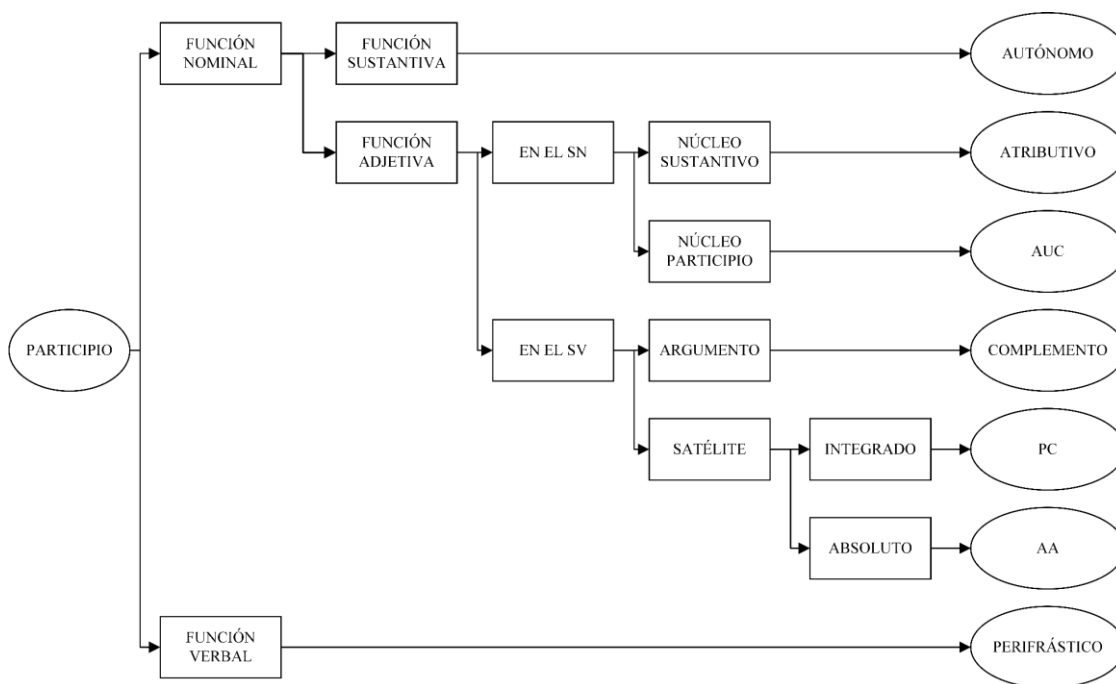 FUNCIÓN
NOMINAL
FUNCIÓN
SUSTANTIVA
AUTÓNOMO
FUNCIÓN
ADJETIVA
EN EL SN
NÚCLEO
SUSTANTIVO
ATRIBUTIVO
NÚCLEO
PARTICIPIO
AUC
PARTICIPIO
EN EL SV
ARGUMENTO
COMPLEMENTO
SATÉLITE
INTEGRADO
PC
ABSOLUTO
AA
FUNCIÓN
VERBAL
PERIFRÁSTICO